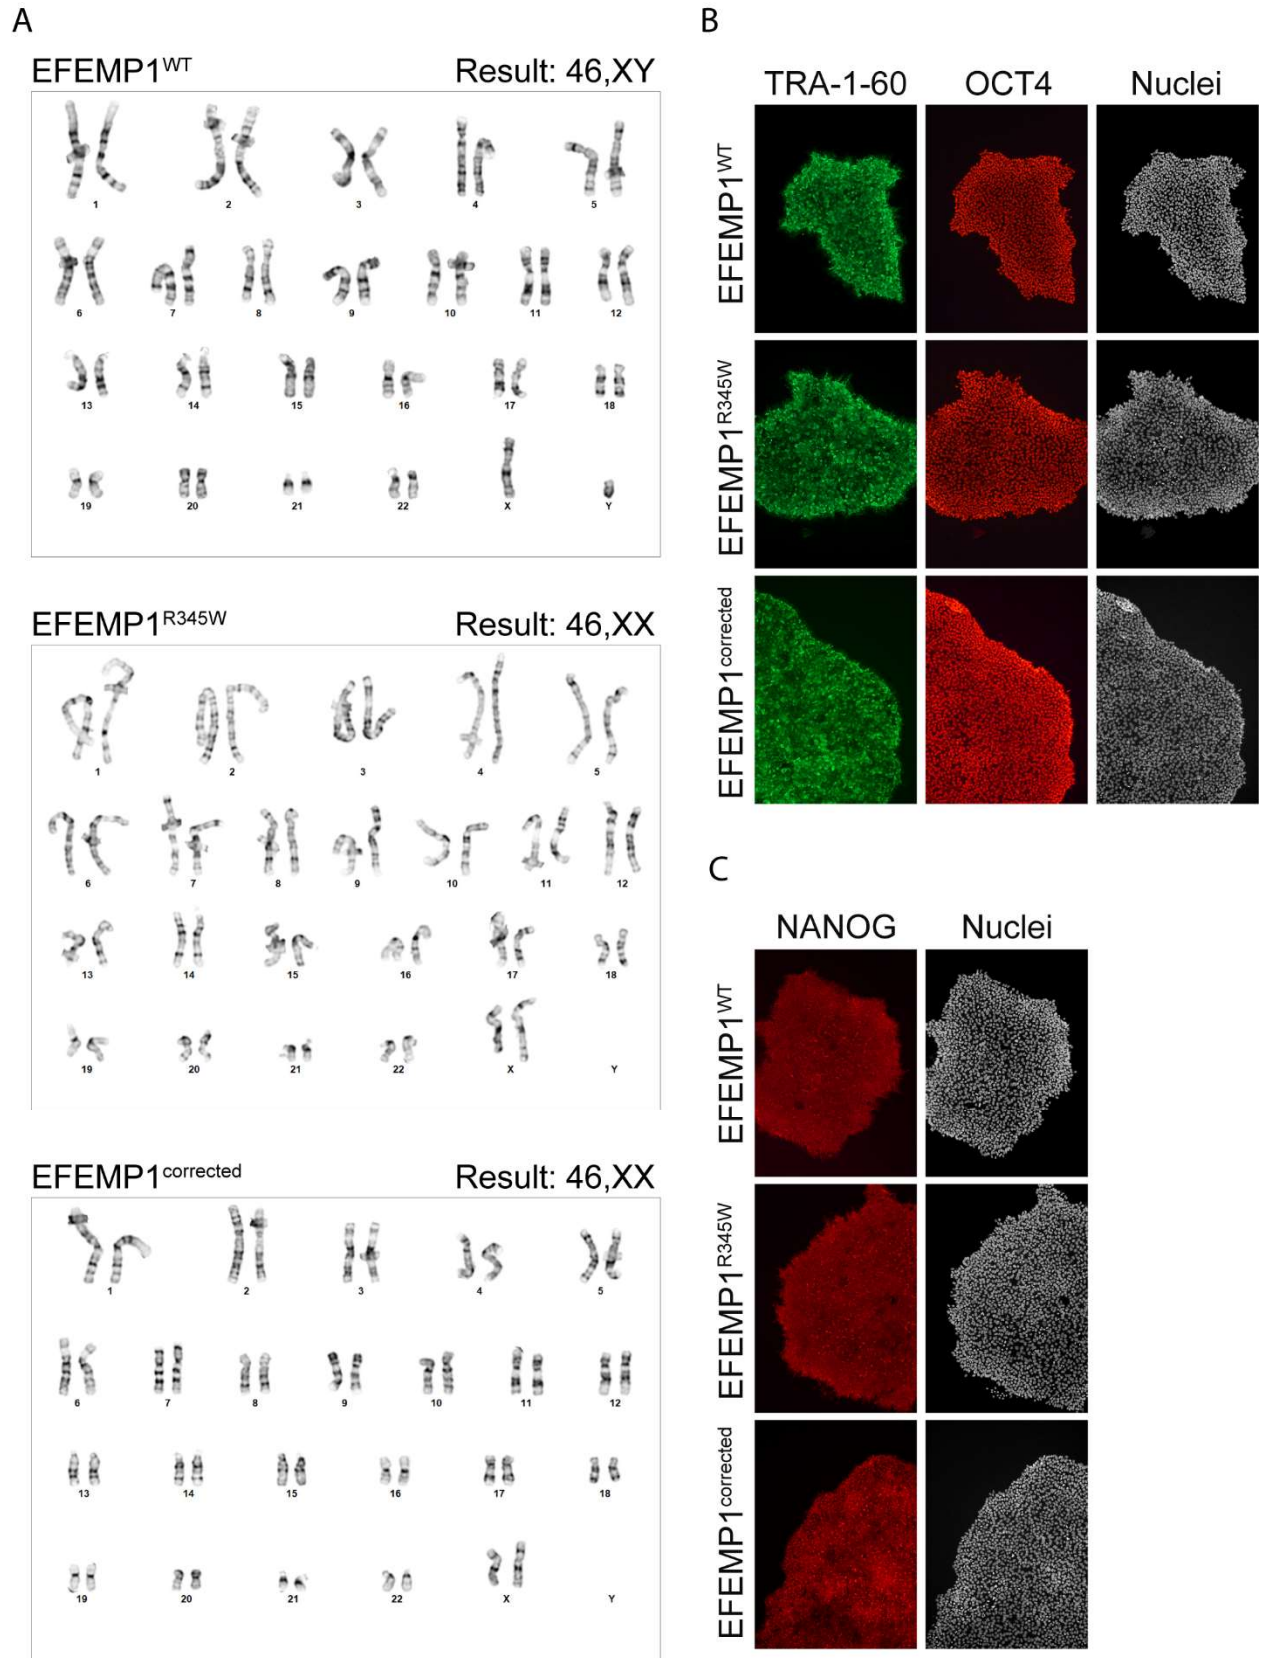 A
EFEMP1WT Result: 46,XY
1 2 3 4 5
6 7 8 9 10 11 12
13 14 15 16 17 18
19 20 21 22 X Y
EFEMP1R345W Result: 46,XX
1 2 3 4 5
6 7 8 9 10 11 12
13 14 15 16 17 18
19 20 21 22 X Y
EFEMP1corrected Result: 46,XX
1 2 3 4 5
6 7 8 9 10 11 12
13 14 15 16 17 18
19 20 21 22 X Y
B
TRA-1-60 OCT4 Nuclei
EFEMP1WT
EFEMP1R345W
EFEMP1corrected
C
NANOG Nuclei
EFEMP1WT
EFEMP1R345W
EFEMP1corrected